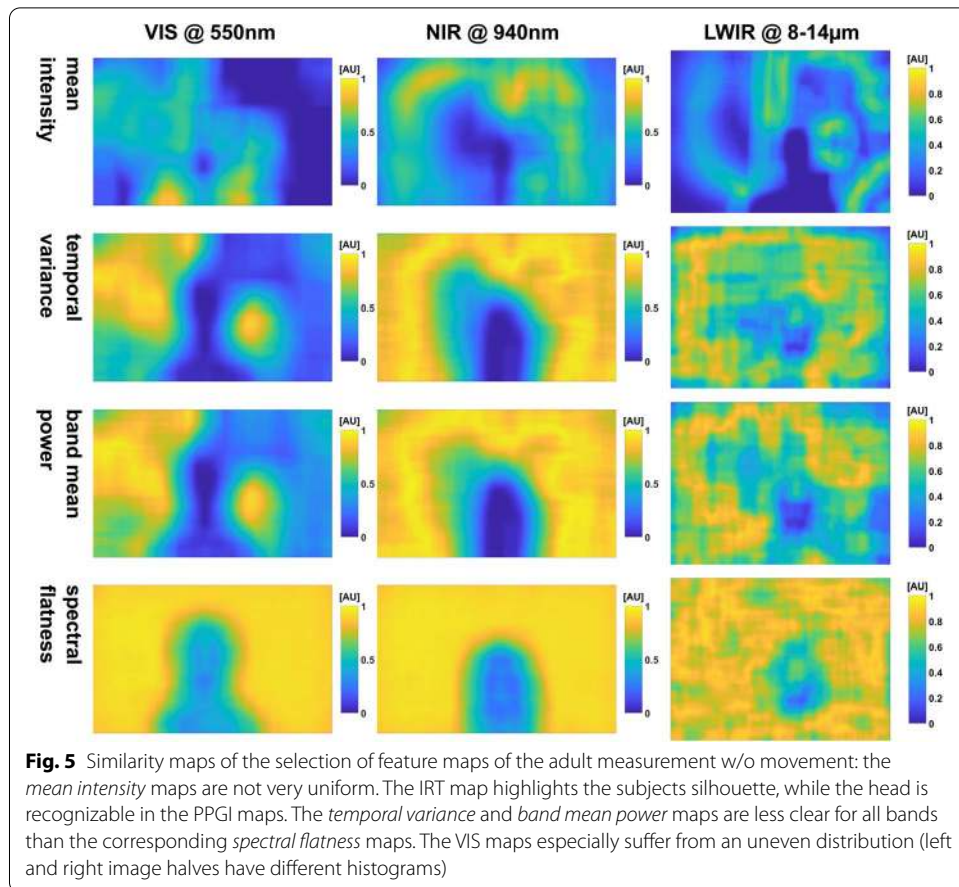 VIS @ 550nm NIR @ 940nm LWIR @ 8-14µm
mean
intensity
[AU] [AU] [AU]
1 1 1
0.8
0.6
0.5 0.5
0.4
0.2
0 0 0
temporal
variance
[AU] [AU] [AU]
1 1 1
0.8
0.6
0.5 0.5
0.4
0.2
0 0 0
band mean
power
[AU] [AU] [AU]
1 1 1
0.8
0.6
0.5 0.5
0.4
0.2
0 0 0
spectral
flatness
[AU] [AU] [AU]
1 1 1
0.8
0.6
0.5 0.5
0.4
0.2
0 0 0
Fig. 5 Similarity maps of the selection of feature maps of the adult measurement w/o movement: the
mean intensity maps are not very uniform. The IRT map highlights the subjects silhouette, while the head is
recognizable in the PPGI maps. The temporal variance and band mean power maps are less clear for all bands
than the corresponding spectral flatness maps. The VIS maps especially suffer from an uneven distribution (left
and right image halves have different histograms)